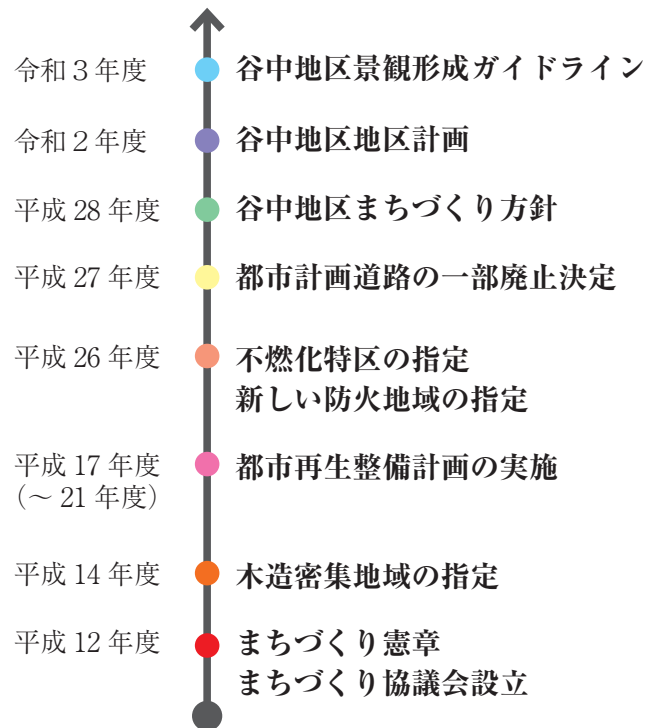 令和３年度 谷中地区景観形成ガイドライン
令和２年度 谷中地区地区計画
平成 28 年度 谷中地区まちづくり方針
平成 27 年度 都市計画道路の一部廃止決定
平成 26 年度 不燃化特区の指定
新しい防火地域の指定
平成 17 年度 都市再生整備計画の実施
（～ 21 年度）
平成 14 年度 木造密集地域の指定
平成 12 年度 まちづくり憲章
まちづくり協議会設立